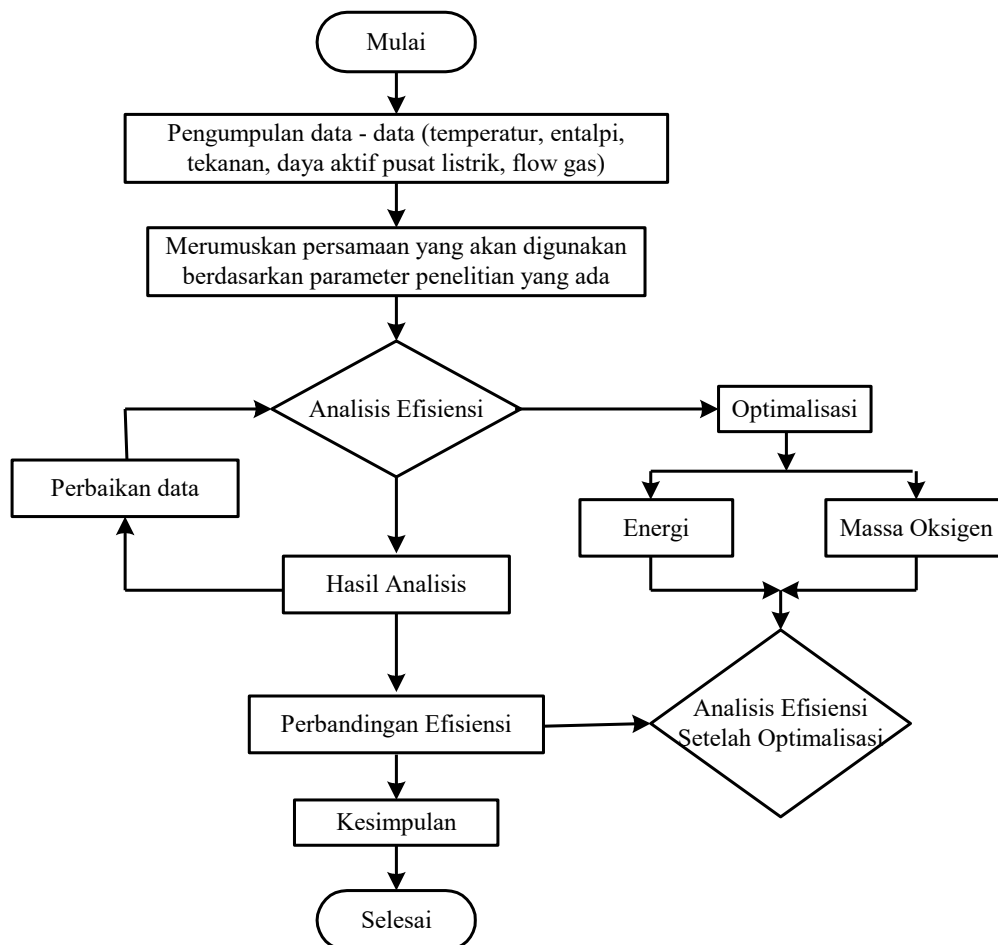 Mulai
Pengumpulan data - data (temperatur, entalpi,
tekanan, daya aktif pusat listrik, flow gas)
Merumuskan persamaan yang akan digunakan
berdasarkan parameter penelitian yang ada
Analisis Efisiensi
Optimalisasi
Perbaikan data
Energi
Massa Oksigen
Hasil Analisis
Perbandingan Efisiensi
Analisis Efisiensi
Setelah Optimalisasi
Kesimpulan
Selesai